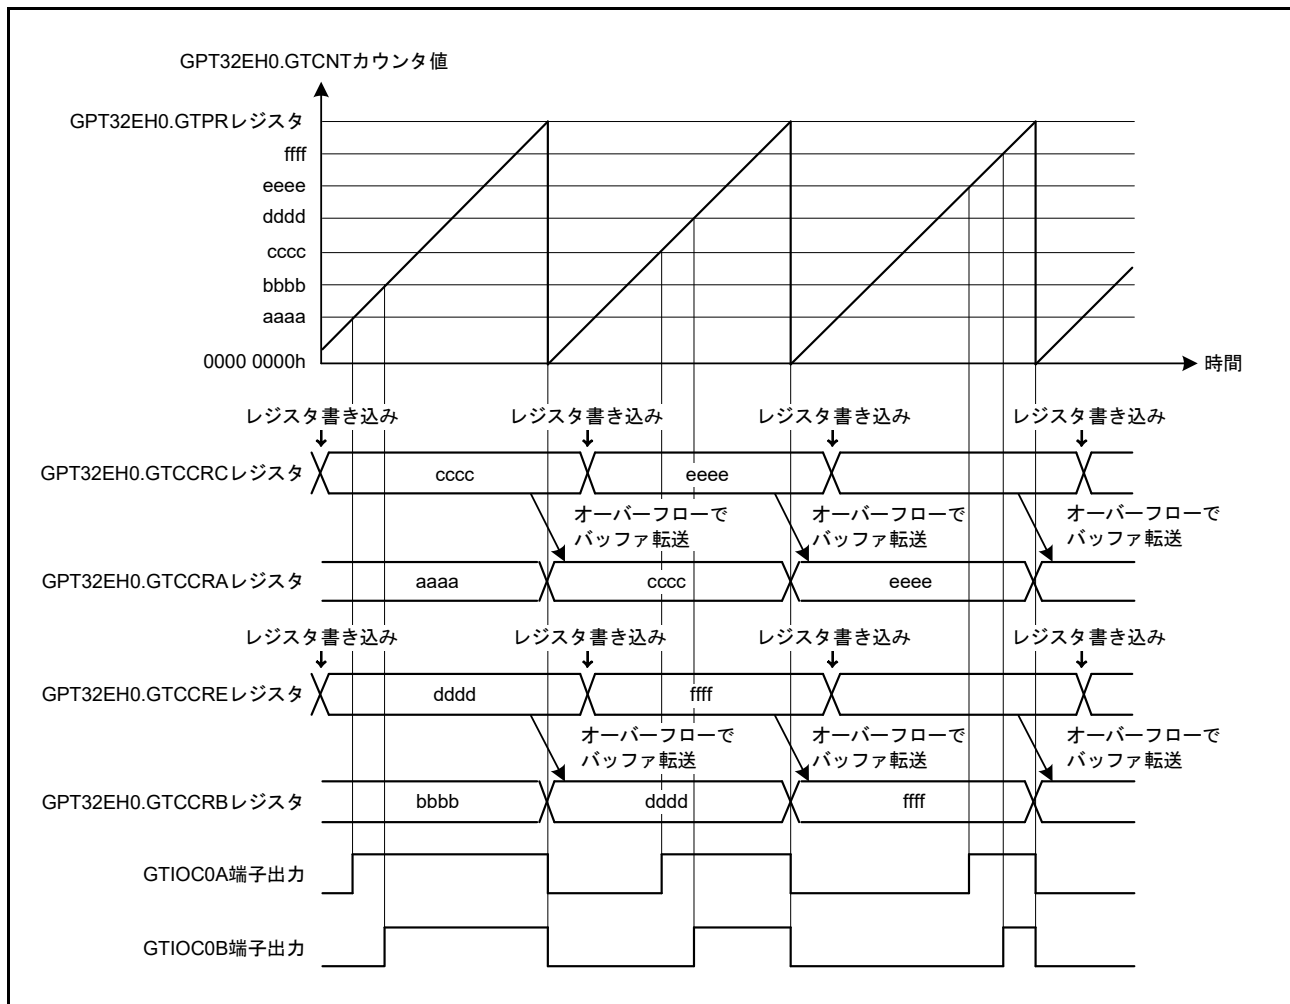 GPT32EH0.GTCNTカウンタ値
GPT32EH0.GTPRレジスタ
ffff
eeee
dddd
cccc
bbbb
aaaa
0000 0000h
時間
レジスタ書き込み レジスタ書き込み レジスタ書き込み レジスタ書き込み
GPT32EH0.GTCCRCレジスタ cccc eeee
オーバーフローで オーバーフローで オーバーフローで
バッファ転送 バッファ転送 バッファ転送
GPT32EH0.GTCCRAレジスタ aaaa cccc eeee
レジスタ書き込み レジスタ書き込み レジスタ書き込み レジスタ書き込み
GPT32EH0.GTCCREレジスタ dddd ffff
オーバーフローで オーバーフローで オーバーフローで
バッファ転送 バッファ転送 バッファ転送
GPT32EH0.GTCCRBレジスタ bbbb dddd ffff
GTIOC0A端子出力
GTIOC0B端子出力